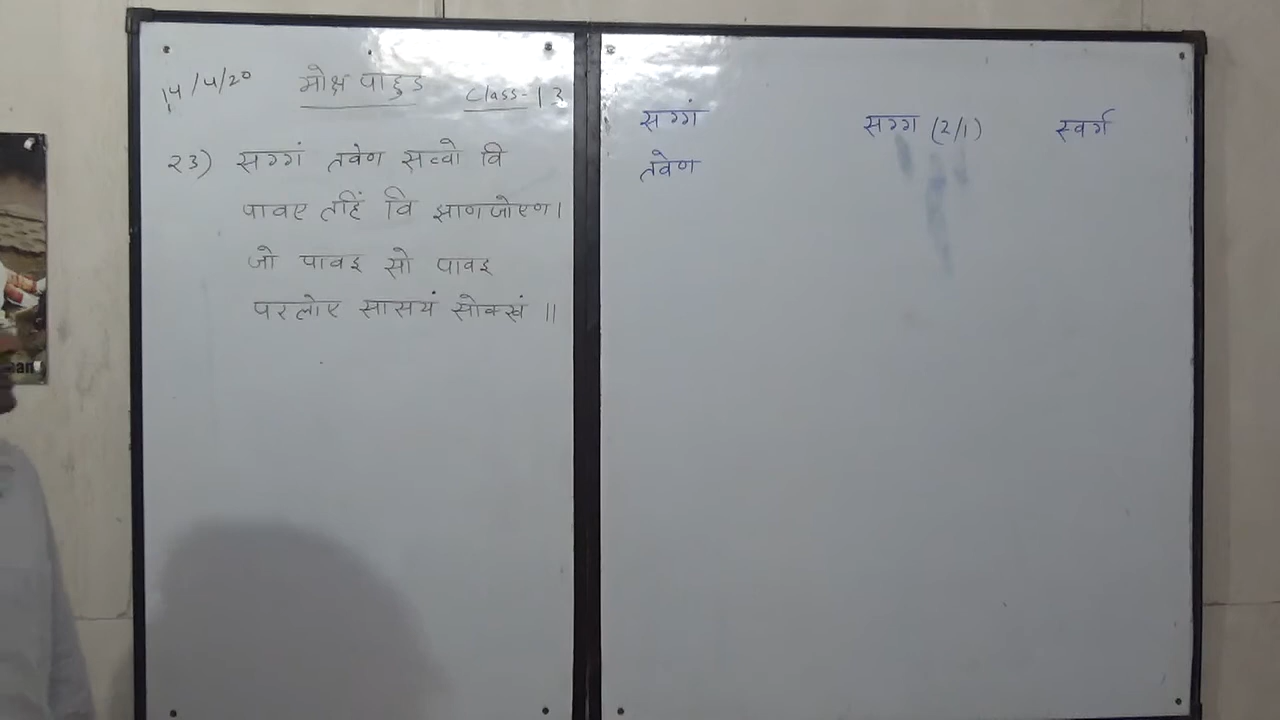 14/4/20 मोक्ष पाहुड Class-13
23) सग्गं तवेण सव्वो वि
पावए तहिं वि झाणजोएण।
जो पावइ सो पावइ
परलोए सासयं सोक्खं ॥
सग्गं सग्ग (2/1) स्वर्ग
तवेण